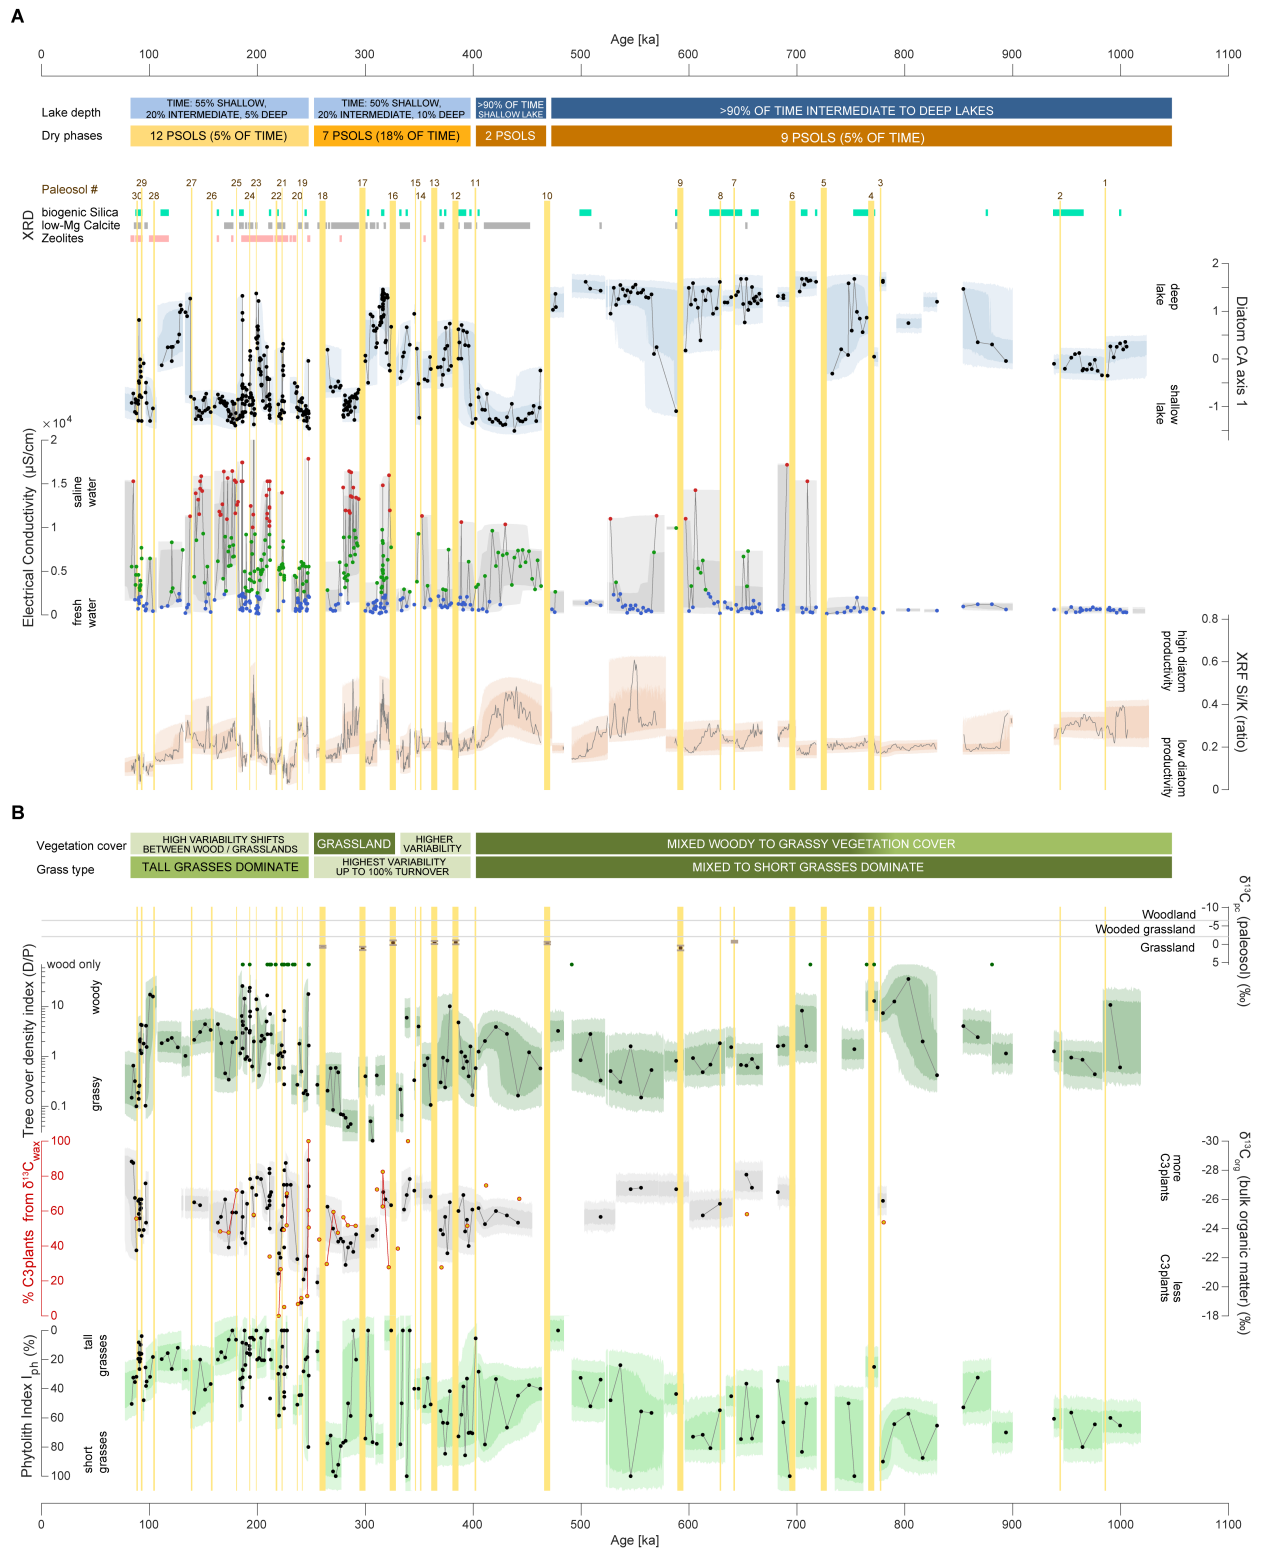 A
Age [ka]
0 100 200 300 400 500 600 700 800 900 1000 1100
Lake depth
TIME: 55% SHALLOW,
20% INTERMEDIATE, 5% DEEP
TIME: 50% SHALLOW,
20% INTERMEDIATE, 10% DEEP
>90% OF TIME
SHALLOW LAKE
>90% OF TIME INTERMEDIATE TO DEEP LAKES
Dry phases
12 PSOLS (5% OF TIME)
7 PSOLS (18% OF TIME)
2 PSOLS
9 PSOLS (5% OF TIME)
Paleosol #
29 27 25 23 21 19 17 15 13 11 9 7 5 3 1
30 28 26 24 22 20 18 16 14 12 10 8 6 4 2
XRD
biogenic Silica
low-Mg Calcite
Zeolites
2
1
0
-1
deep
lake
shallow
lake
Diatom CA axis 1
×10⁴
2
1.5
1
0.5
0
Electrical Conductivity (μS/cm)
saline
water
fresh
water
0.8
0.6
0.4
0.2
0
high diatom
productivity
low diatom
productivity
XRF Si/K (ratio)
B
Vegetation cover
HIGH VARIABILITY SHIFTS
BETWEEN WOOD / GRASSLANDS
GRASSLAND
HIGHER
VARIABILITY
MIXED WOODY TO GRASSY VEGETATION COVER
Grass type
TALL GRASSES DOMINATE
HIGHEST VARIABILITY
UP TO 100% TURNOVER
MIXED TO SHORT GRASSES DOMINATE
-10
-5
0
5
Woodland
Wooded grassland
Grassland
δ¹³Cpc (paleosol) (‰)
wood only
10
1
0.1
woody
grassy
Tree cover density index (D/P)
100
80
60
40
20
0
% C3plants from δ¹³Cwax
-30
-28
-26
-24
-22
-20
-18
more
C3plants
less
C3plants
δ¹³Corg (bulk organic matter) (‰)
0
20
40
60
80
100
tall
grasses
short
grasses
Phytolith Index Iph (%)
0 100 200 300 400 500 600 700 800 900 1000 1100
Age [ka]